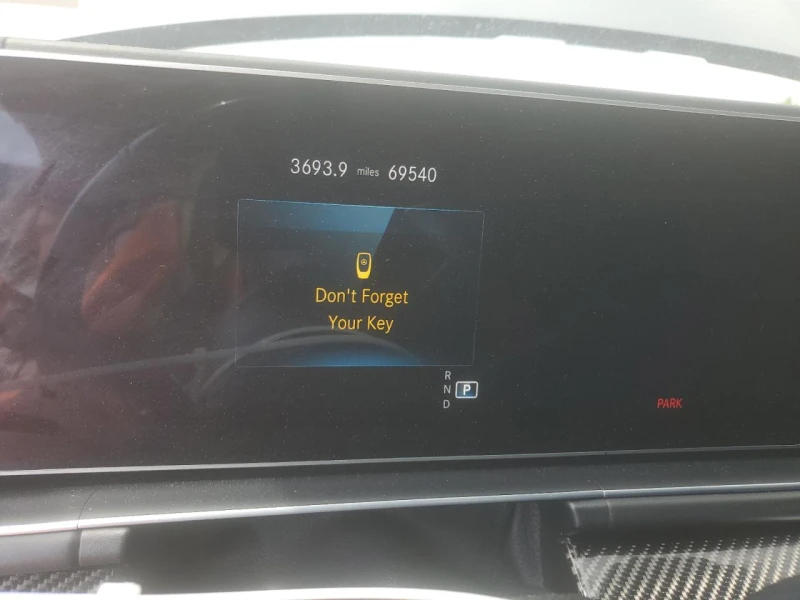 3693.9 miles 69540
Don't Forget
Your Key
R
N P
D
PARK